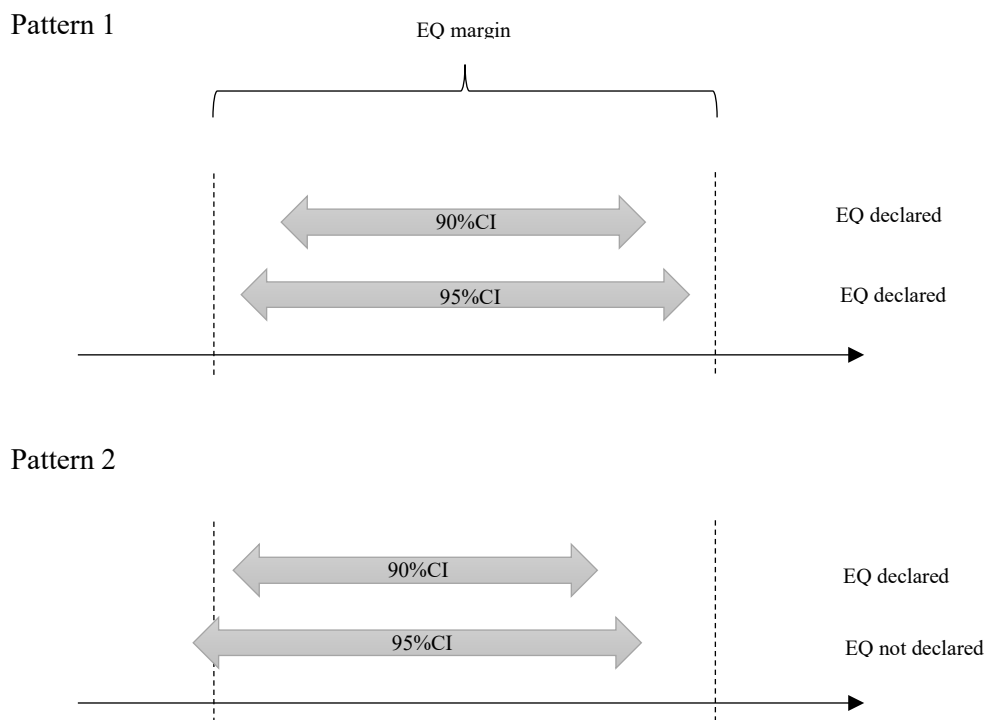 Pattern 1
EQ margin
90%CI
EQ declared
95%CI
EQ declared
Pattern 2
90%CI
EQ declared
95%CI
EQ not declared